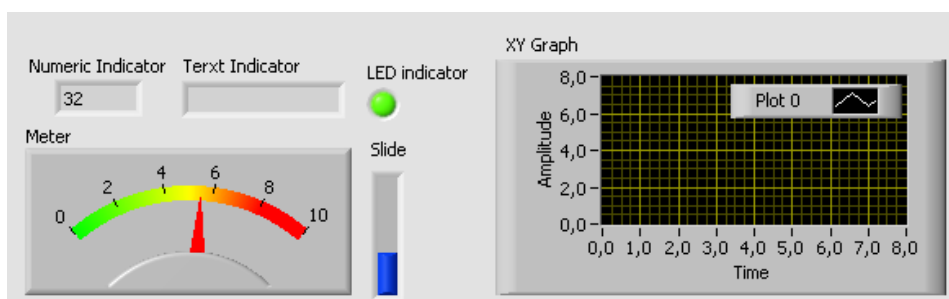 Numeric Indicator
32
Terxt Indicator
LED indicator
Meter
0 2 4 6 8 10
Slide
XY Graph
Plot 0
Amplitude
8,0
6,0
4,0
2,0
0,0
0,0 1,0 2,0 3,0 4,0 5,0 6,0 7,0 8,0
Time